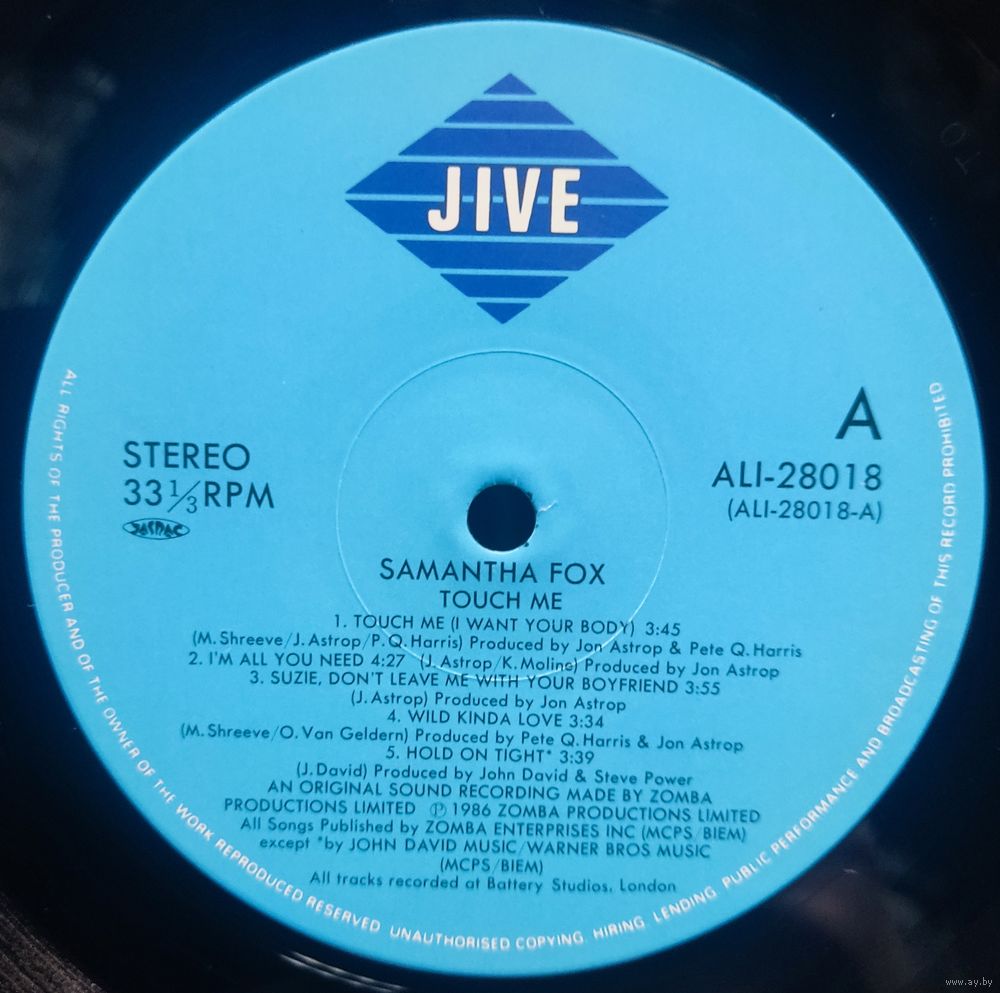 JIVE
STEREO
33 1/3 RPM
JASRAC
A
ALI-28018
(ALI-28018-A)
SAMANTHA FOX
TOUCH ME
1. TOUCH ME (I WANT YOUR BODY) 3:45
(M. Shreeve/J. Astrop/P. Q. Harris) Produced by Jon Astrop & Pete Q. Harris
2. I'M ALL YOU NEED 4:27 (J. Astrop/K. Moline) Produced by Jon Astrop
3. SUZIE, DON'T LEAVE ME WITH YOUR BOYFRIEND 3:55
(J. Astrop) Produced by Jon Astrop
4. WILD KINDA LOVE 3:34
(M. Shreeve/O. Van Geldern) Produced by Pete Q. Harris & Jon Astrop
5. HOLD ON TIGHT* 3:39
(J. David) Produced by John David & Steve Power
AN ORIGINAL SOUND RECORDING MADE BY ZOMBA
PRODUCTIONS LIMITED ℗ 1986 ZOMBA PRODUCTIONS LIMITED
All Songs Published by ZOMBA ENTERPRISES INC (MCPS/BIEM)
except *by JOHN DAVID MUSIC/WARNER BROS MUSIC
(MCPS/BIEM)
All tracks recorded at Battery Studios, London
ALL RIGHTS OF THE PRODUCER AND OF THE OWNER OF THE WORK REPRODUCED RESERVED UNAUTHORISED COPYING. HIRING LENDING PUBLIC PERFORMANCE AND BROADCASTING OF THIS RECORD PROHIBITED
www.ay.by